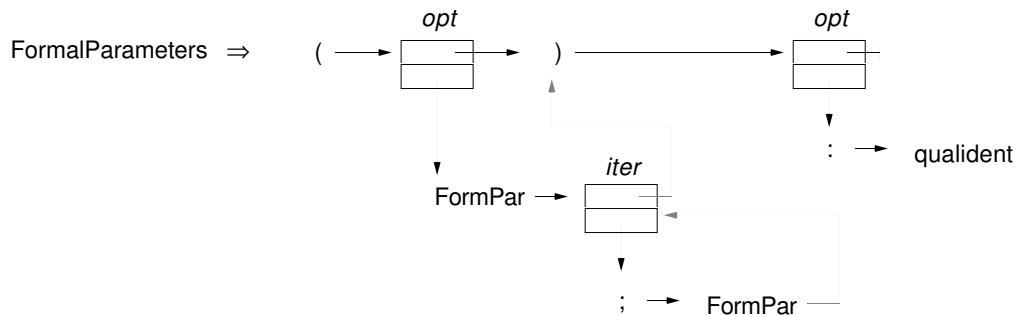 opt opt
FormalParameters ⇒ ( )
: qualident
iter
FormPar
; FormPar